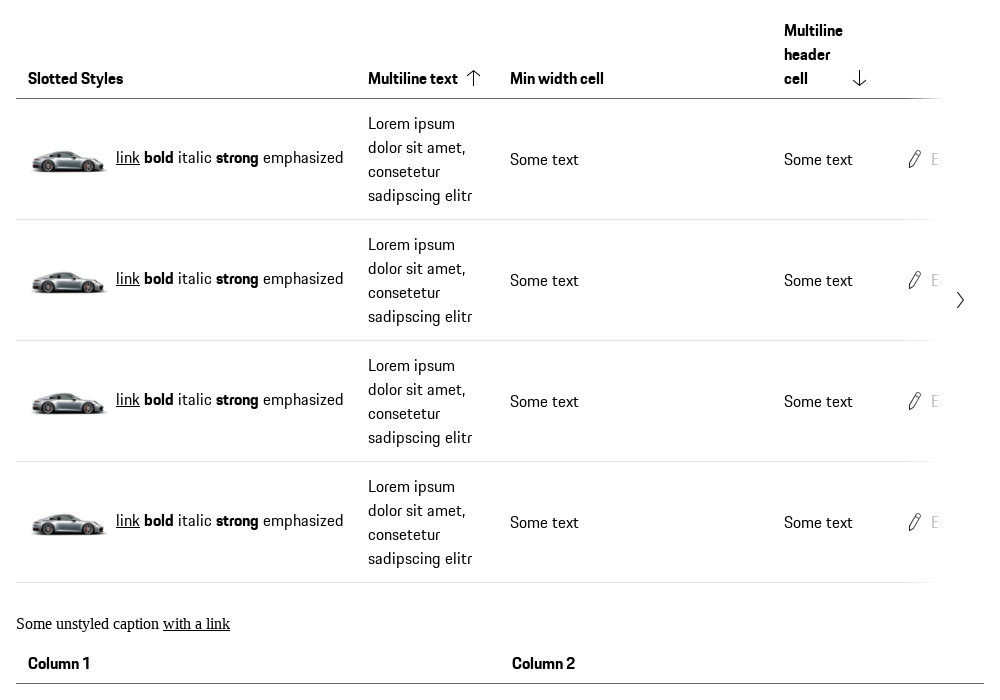 Slotted Styles Multiline text Min width cell Multiline
header
cell
link bold italic strong emphasized Lorem ipsum
dolor sit amet,
consetetur
sadipscing elitr Some text Some text
link bold italic strong emphasized Lorem ipsum
dolor sit amet,
consetetur
sadipscing elitr Some text Some text
link bold italic strong emphasized Lorem ipsum
dolor sit amet,
consetetur
sadipscing elitr Some text Some text
link bold italic strong emphasized Lorem ipsum
dolor sit amet,
consetetur
sadipscing elitr Some text Some text
Some unstyled caption with a link
Column 1 Column 2